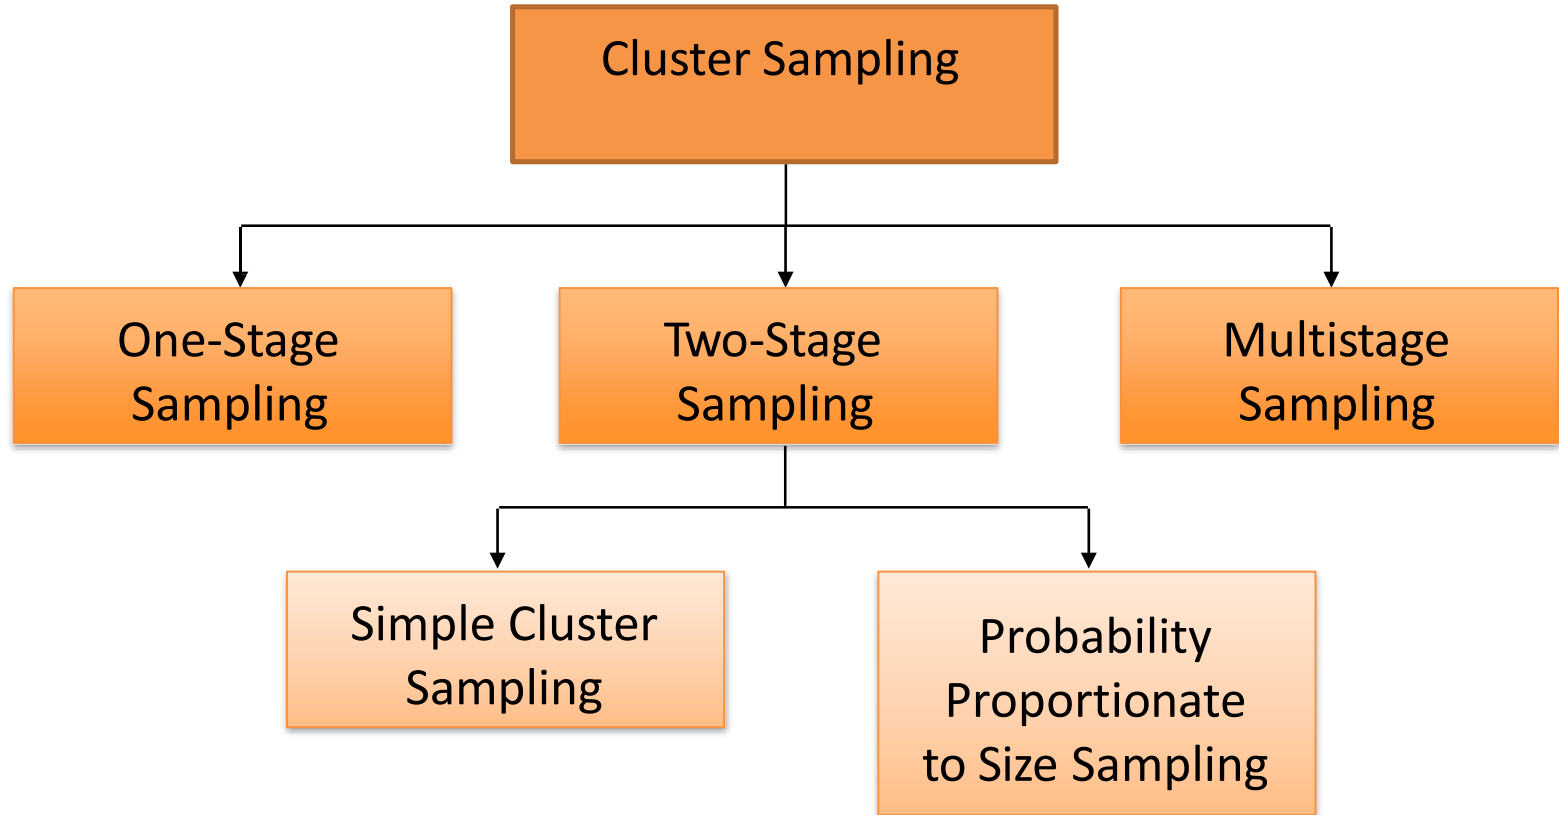 Cluster Sampling
One-Stage
Sampling
Two-Stage
Sampling
Multistage
Sampling
Simple Cluster
Sampling
Probability
Proportionate
to Size Sampling